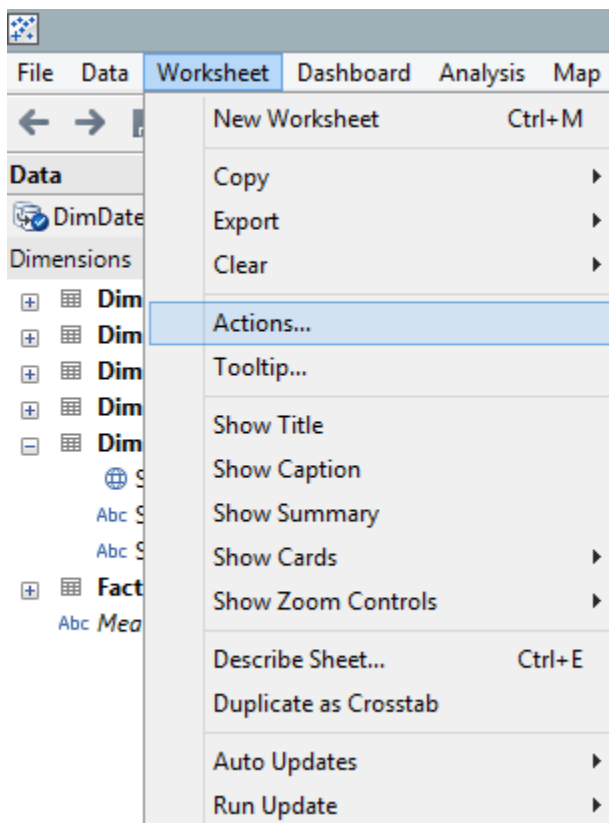 File Data Worksheet Dashboard Analysis Map
New Worksheet Ctrl+M
Data
Copy
DimDate
Export
Dimensions
Clear
Dim
Actions...
Dim
Tooltip...
Dim
Dim
Show Title
Dim
Show Caption
S
Abc S
Show Summary
Abc S
Show Cards
Fact
Show Zoom Controls
Abc Mea
Describe Sheet... Ctrl+E
Duplicate as Crosstab
Auto Updates
Run Update